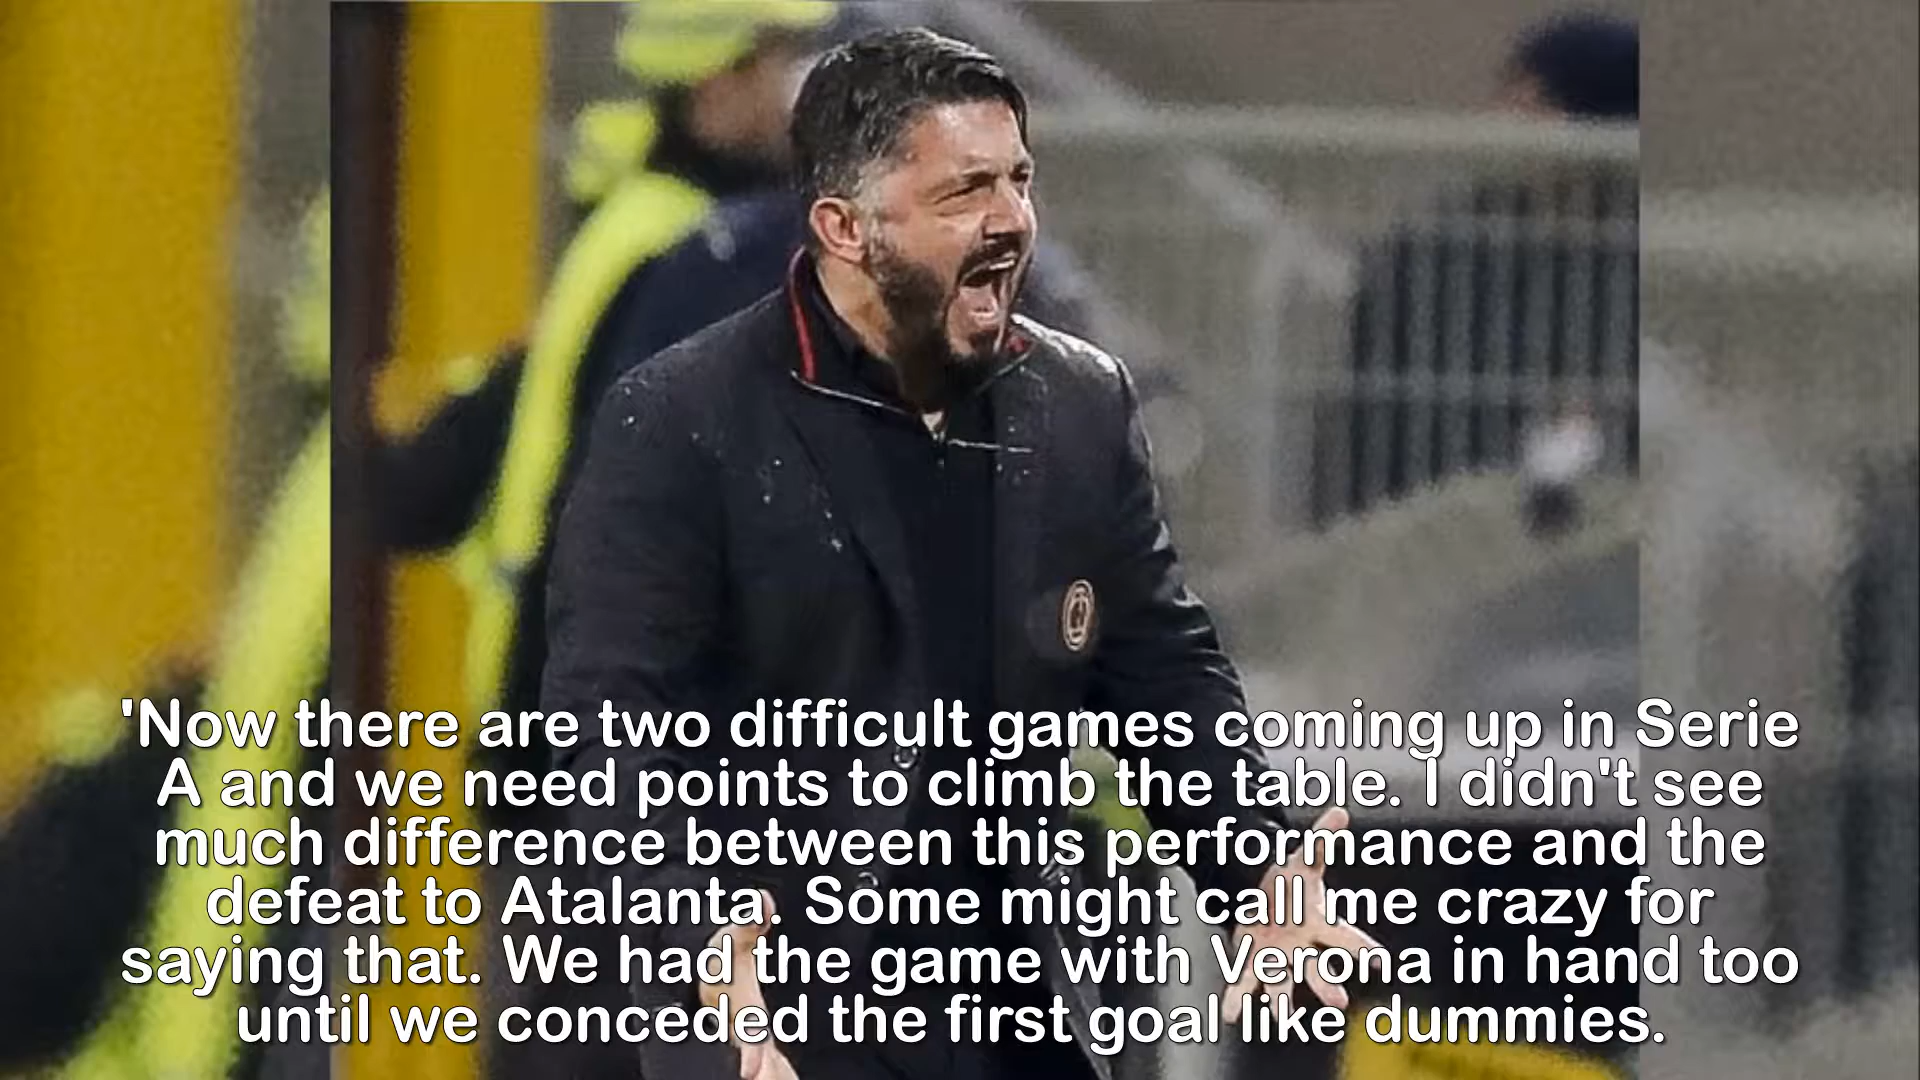 'Now there are two difficult games coming up in Serie
A and we need points to climb the table. I didn't see
much difference between this performance and the
defeat to Atalanta. Some might call me crazy for
saying that. We had the game with Verona in hand too
until we conceded the first goal like dummies.